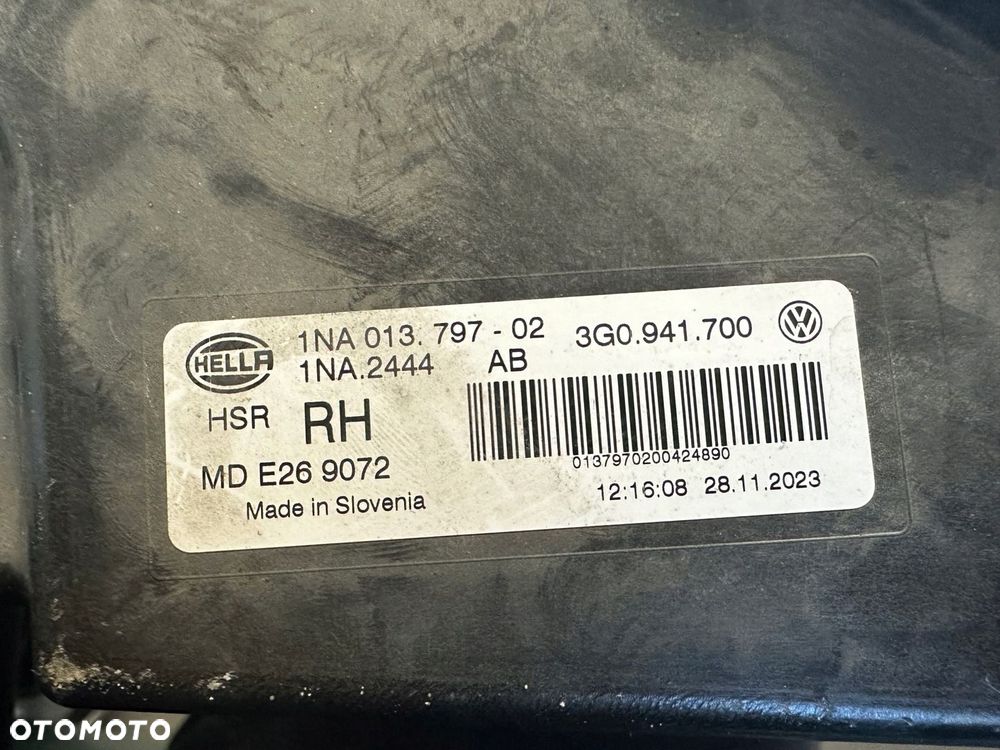 HELLA 1NA 013. 797 - 02 3G0.941.700 VW
1NA.2444 AB
HSR RH
0137970200424890
MD E26 9072
12:16:08 28.11.2023
Made in Slovenia
OTOMOTO